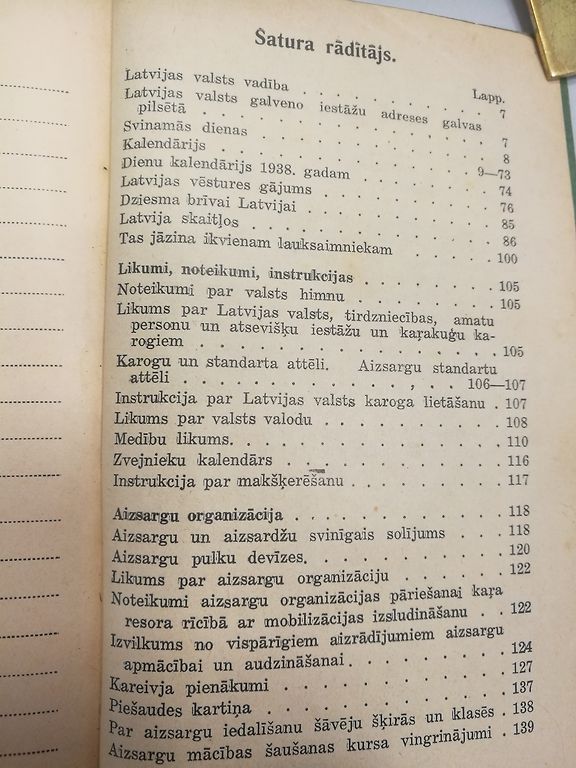 Satura rādītājs.
Lapp.
Latvijas valsts vadība . . . . . . . . . 7
Latvijas valsts galveno iestāžu adreses galvas
pilsētā . . . . . . . . . . . 7
Svinamās dienas . . . . . . . . . . 8
Kalendārijs . . . . . . . . . . .
Dienu kalendārijs 1938. gadam . . . . . 9—73
Latvijas vēstures gājums . . . . . . . . 74
Dziesma brīvai Latvijai . . . . . . . . 76
Latvija skaitļos . . . . . . . . . . 85
Tas jāzina ikvienam lauksaimniekam . . . . 86
100
Likumi, noteikumi, instrukcijas . . . . . . 105
Noteikumi par valsts himnu . . . . . . . 105
Likums par Latvijas valsts, tirdzniecības, amatu
personu un atsevišķu iestāžu un kaŗakuģu ka-
rogiem . . . . . . . . . . . 105
Karogu un standarta attēli. Aizsargu standartu
attēli . . . . . . . . . . 106—107
Instrukcija par Latvijas valsts karoga lietāšanu . 107
Likums par valsts valodu . . . . . . . . 108
Medību likums. . . . . . . . . . . 110
Zvejnieku kalendārs . . . . . . . . . 116
Instrukcija par makšķerēšanu . . . . . . . 117
Aizsargu organizācija . . . . . . . . . 118
Aizsargu un aizsardžu svinīgais solījums . . . 118
Aizsargu pulku devīzes. . . . . . . . . 120
Likums par aizsargu organizāciju . . . . . 122
Noteikumi aizsargu organizācijas pāriešanai kaŗa
resora rīcībā ar mobilizācijas izsludināšanu . . 122
Izvilkums no vispārīgiem aizrādījumiem aizsargu
apmācībai un audzināšanai . . . . . . . 124
Kareivja pienākumi . . . . . . . . . 127
Piešaudes kartiņa . . . . . . . . . . 137
Par aizsargu iedalīšanu šāvēju šķirās un klasēs . 138
Aizsargu mācības šaušanas kursa vingrinājumi . 139